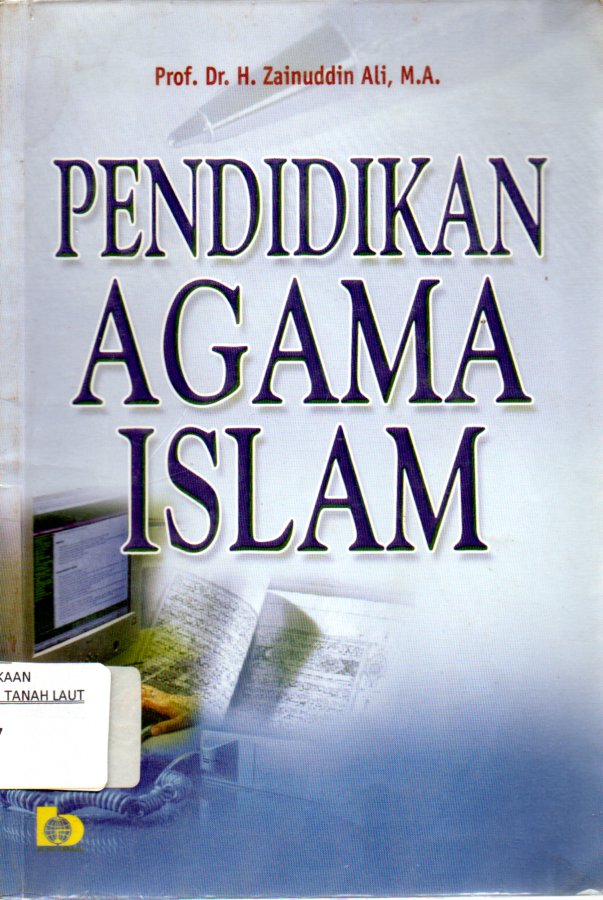 Prof. Dr. H. Zainuddin Ali, M.A.
PENDIDIKAN
AGAMA
ISLAM
KAAN
TANAH LAUT